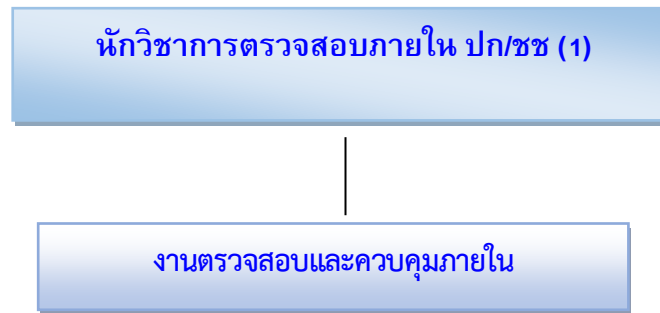 นักวิชาการตรวจสอบภายใน ปก/ชช (1)
งานตรวจสอบและควบคุมภายใน